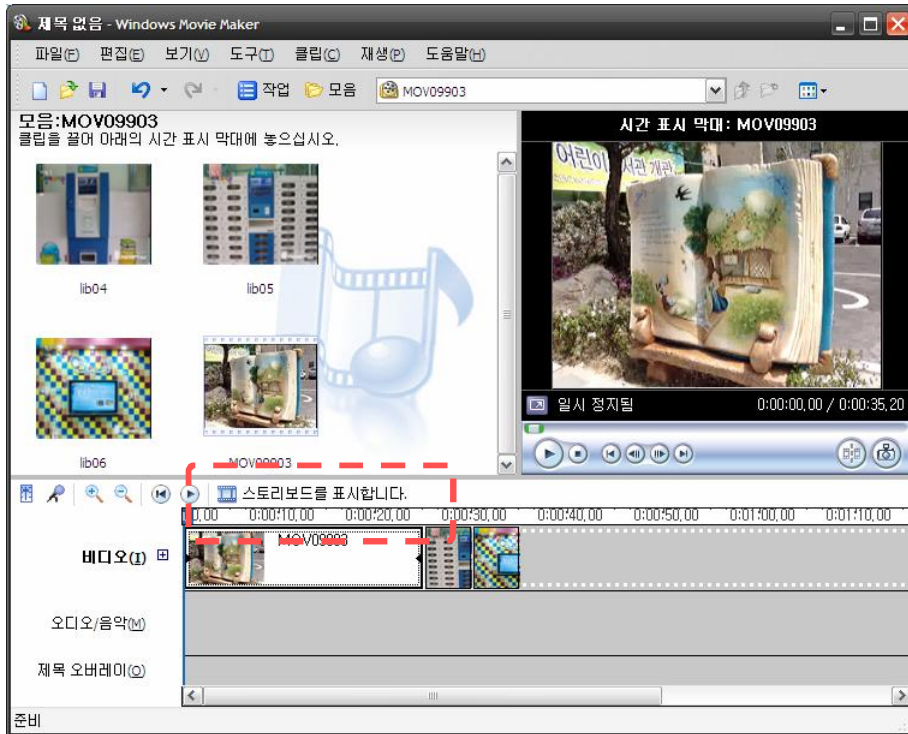 제목 없음 - Windows Movie Maker
파일(F) 편집(E) 보기(V) 도구(T) 클립(C) 재생(P) 도움말(H)
작업 모음 MOV09903
모음:MOV09903
클립을 끌어 아래의 시간 표시 막대에 놓으십시오.
lib04 lib05
lib06 MOV09903
시간 표시 막대: MOV09903
어린이 서관 개관
일시 정지됨 0:00:00,00 / 0:00:35,20
스토리보드를 표시합니다.
0,00 0:00:10,00 0:00:20,00 0:00:30,00 0:00:40,00 0:00:50,00 0:01:00,00 0:01:10,00
비디오(I) MOV09903
오디오/음악(M)
제목 오버레이(O)
준비